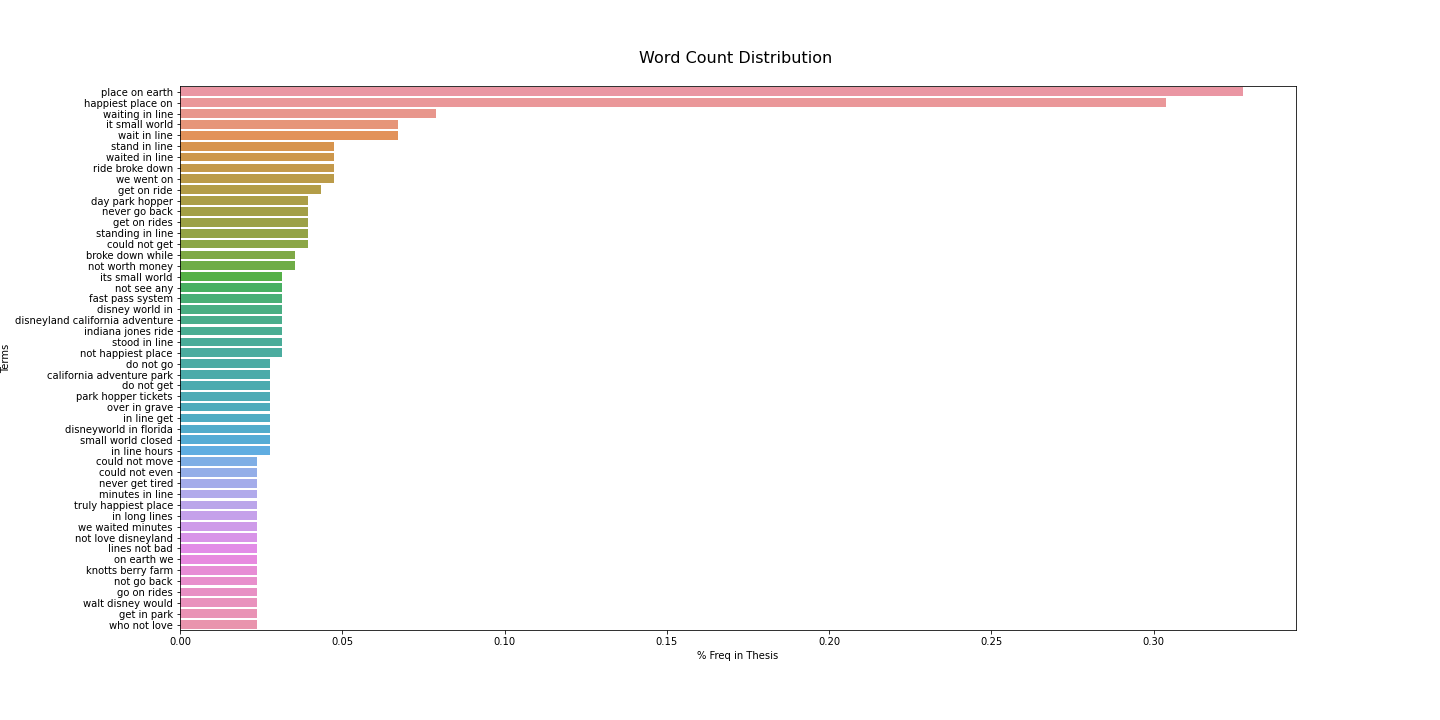 Word Count Distribution
place on earth
happiest place on
waiting in line
it small world
wait in line
stand in line
waited in line
ride broke down
we went on
get on ride
day park hopper
never go back
get on rides
standing in line
could not get
broke down while
not worth money
its small world
not see any
fast pass system
disney world in
disneyland california adventure
indiana jones ride
stood in line
not happiest place
do not go
california adventure park
do not get
park hopper tickets
over in grave
in line get
disneyworld in florida
small world closed
in line hours
could not move
could not even
never get tired
minutes in line
truly happiest place
in long lines
we waited minutes
not love disneyland
lines not bad
on earth we
knotts berry farm
not go back
go on rides
walt disney would
get in park
who not love
Terms
0.00 0.05 0.10 0.15 0.20 0.25 0.30
% Freq in Thesis